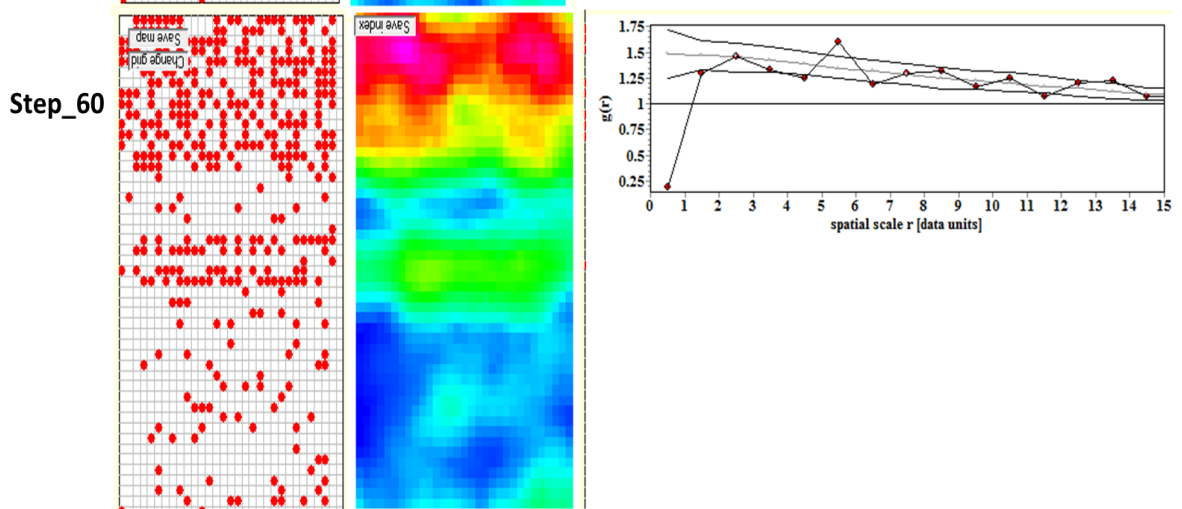 Save map
Change grid
Step_60
Save index
1.75
1.5
1.25
1
0.75
0.5
0.25
g(r)
0 1 2 3 4 5 6 7 8 9 10 11 12 13 14 15
spatial scale r [data units]